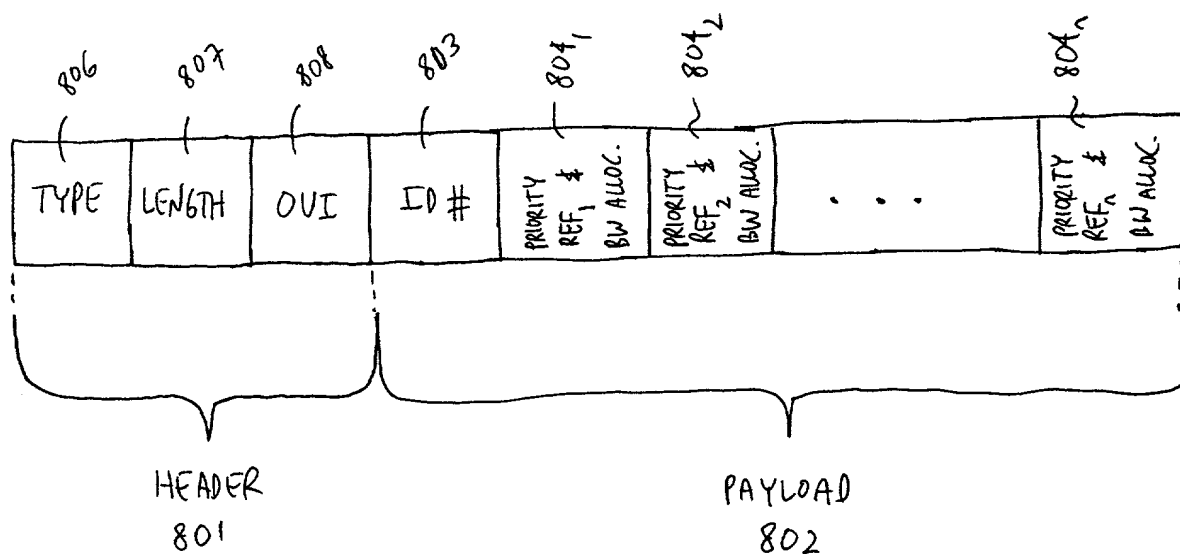 806
807
808
803
804₁
804₂
804ₙ
TYPE
LENGTH
OUI
ID #
PRIORITY
REF₁ &
BW ALLOC.
PRIORITY
REF₂ &
BW ALLOC.
. . .
PRIORITY
REFₙ &
BW ALLOC.
HEADER
801
PAYLOAD
802